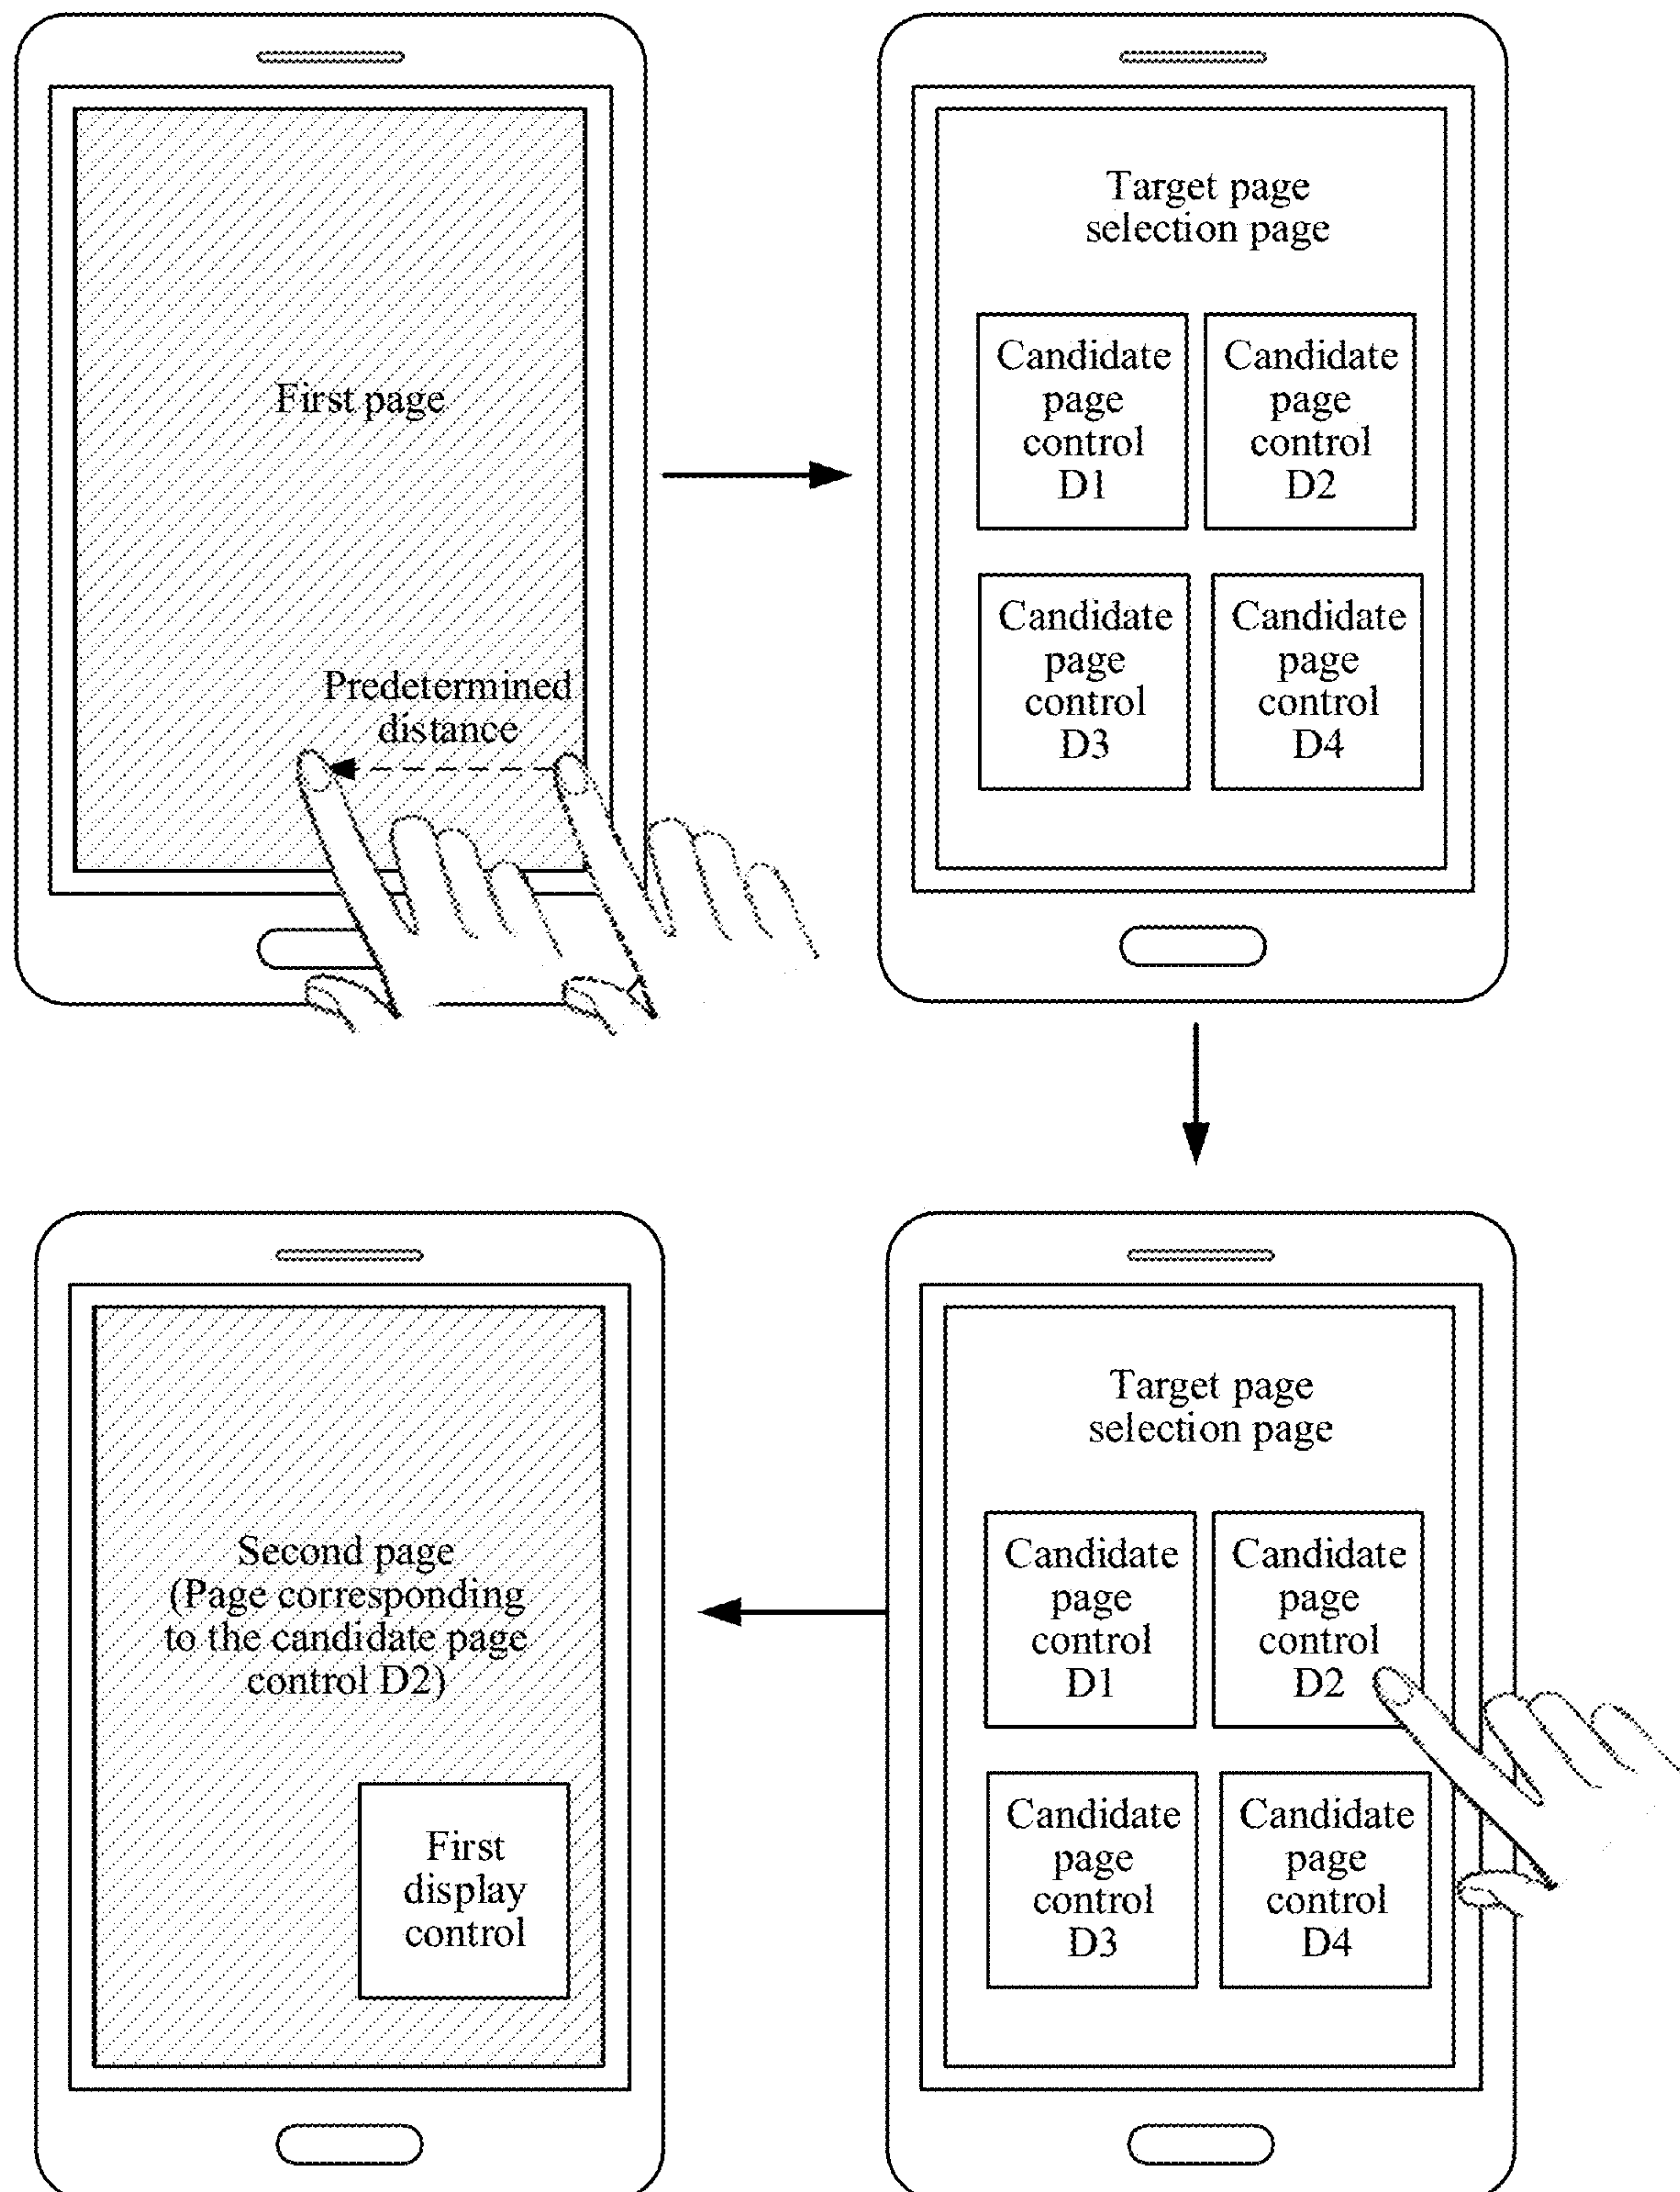 First page
Predetermined
distance
Target page
selection page
Candidate
page
control
D1
Candidate
page
control
D2
Candidate
page
control
D3
Candidate
page
control
D4
Target page
selection page
Candidate
page
control
D1
Candidate
page
control
D2
Candidate
page
control
D3
Candidate
page
control
D4
Second page
(Page corresponding
to the candidate page
control D2)
First
display
control